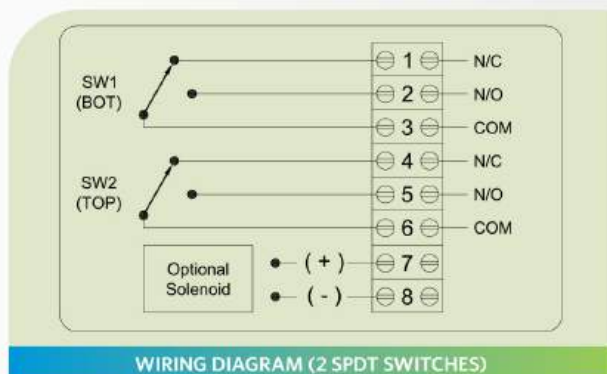 SW1
(BOT)
1 N/C
2 N/O
3 COM
SW2
(TOP)
4 N/C
5 N/O
6 COM
Optional
Solenoid
( + ) 7
( - ) 8
WIRING DIAGRAM (2 SPDT SWITCHES)